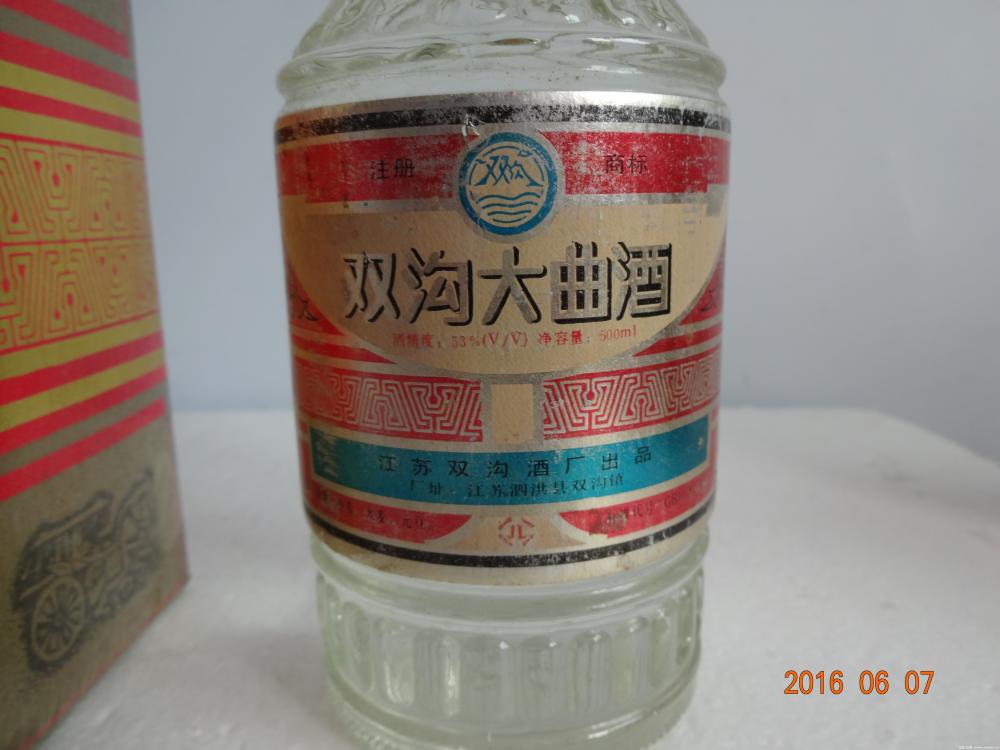 注册 商标
双沟
双沟大曲酒
酒精度：53%(V/V) 净容量：500ml
江苏双沟酒厂出品
厂址：江苏泗洪县双沟镇
2016 06 07